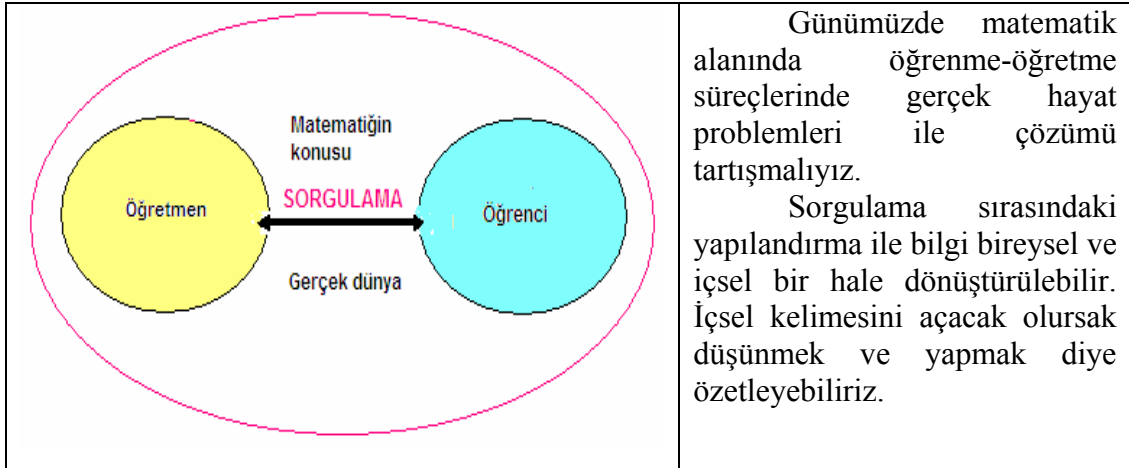 Matematiğin
konusu
SORGULAMA
Öğretmen
Öğrenci
Gerçek dünya
Günümüzde matematik
alanında öğrenme-öğretme
süreçlerinde gerçek hayat
problemleri ile çözümü
tartışmalıyız.
Sorgulama sırasındaki
yapılandırma ile bilgi bireysel ve
içsel bir hale dönüştürülebilir.
İçsel kelimesini açacak olursak
düşünmek ve yapmak diye
özetleyebiliriz.